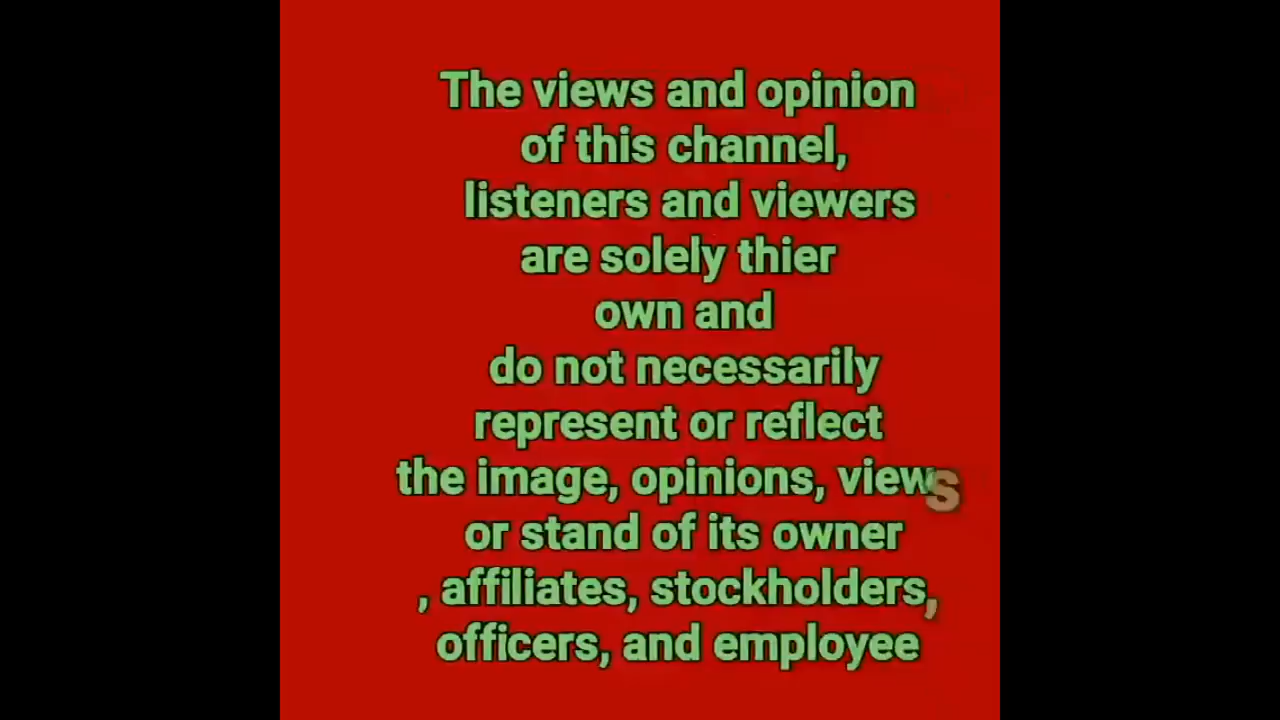 The views and opinion
of this channel,
listeners and viewers
are solely thier
own and
do not necessarily
represent or reflect
the image, opinions, views
or stand of its owner
, affiliates, stockholders,
officers, and employee